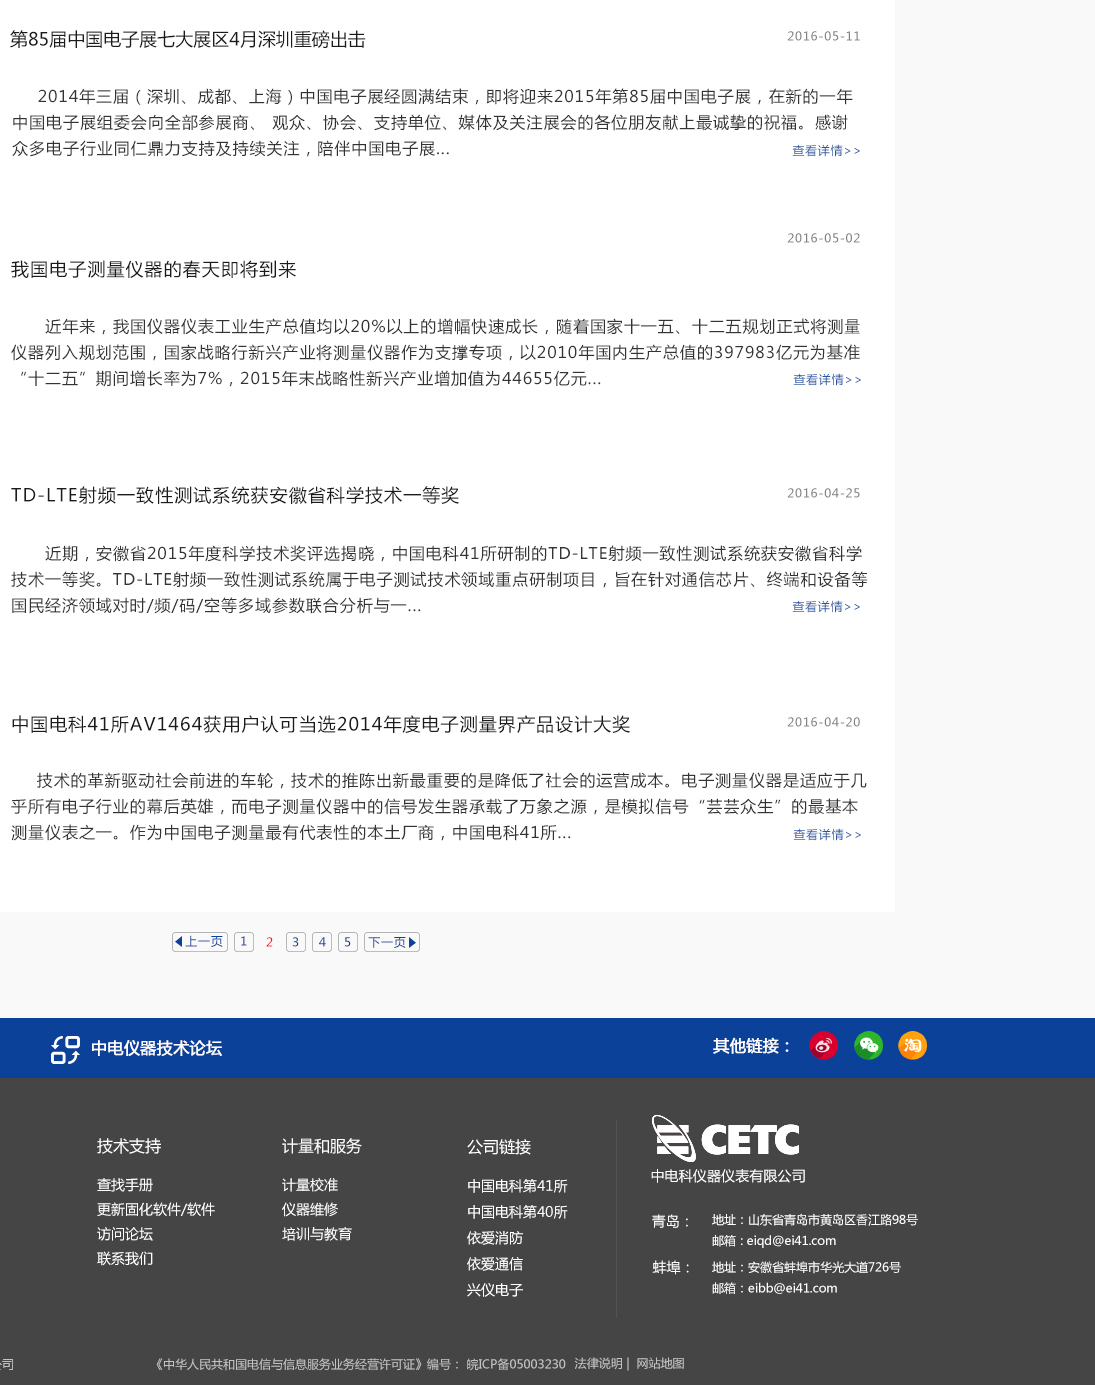 第85届中国电子展七大展区4月深圳重磅出击
2016-05-11
2014年三届（深圳、成都、上海）中国电子展经圆满结束，即将迎来2015年第85届中国电子展，在新的一年
中国电子展组委会向全部参展商、 观众、协会、支持单位、媒体及关注展会的各位朋友献上最诚挚的祝福。感谢
众多电子行业同仁鼎力支持及持续关注，陪伴中国电子展...
查看详情>>
2016-05-02
我国电子测量仪器的春天即将到来
近年来，我国仪器仪表工业生产总值均以20%以上的增幅快速成长，随着国家十一五、十二五规划正式将测量
仪器列入规划范围，国家战略行新兴产业将测量仪器作为支撑专项，以2010年国内生产总值的397983亿元为基准
“十二五”期间增长率为7%，2015年末战略性新兴产业增加值为44655亿元...
查看详情>>
TD-LTE射频一致性测试系统获安徽省科学技术一等奖
2016-04-25
近期，安徽省2015年度科学技术奖评选揭晓，中国电科41所研制的TD-LTE射频一致性测试系统获安徽省科学
技术一等奖。TD-LTE射频一致性测试系统属于电子测试技术领域重点研制项目，旨在针对通信芯片、终端和设备等
国民经济领域对时/频/码/空等多域参数联合分析与一...
查看详情>>
中国电科41所AV1464获用户认可当选2014年度电子测量界产品设计大奖
2016-04-20
技术的革新驱动社会前进的车轮，技术的推陈出新最重要的是降低了社会的运营成本。电子测量仪器是适应于几
乎所有电子行业的幕后英雄，而电子测量仪器中的信号发生器承载了万象之源，是模拟信号“芸芸众生”的最基本
测量仪表之一。作为中国电子测量最有代表性的本土厂商，中国电科41所...
查看详情>>
上一页 1 2 3 4 5 下一页
中电仪器技术论坛
其他链接：
淘
技术支持
查找手册
更新固化软件/软件
访问论坛
联系我们
计量和服务
计量校准
仪器维修
培训与教育
公司链接
中国电科第41所
中国电科第40所
依爱消防
依爱通信
兴仪电子
CETC
中电科仪器仪表有限公司
青岛：
地址：山东省青岛市黄岛区香江路98号
邮箱：eiqd@ei41.com
蚌埠：
地址：安徽省蚌埠市华光大道726号
邮箱：eibb@ei41.com
司 《中华人民共和国电信与信息服务业务经营许可证》编号： 皖ICP备05003230 法律说明 | 网站地图